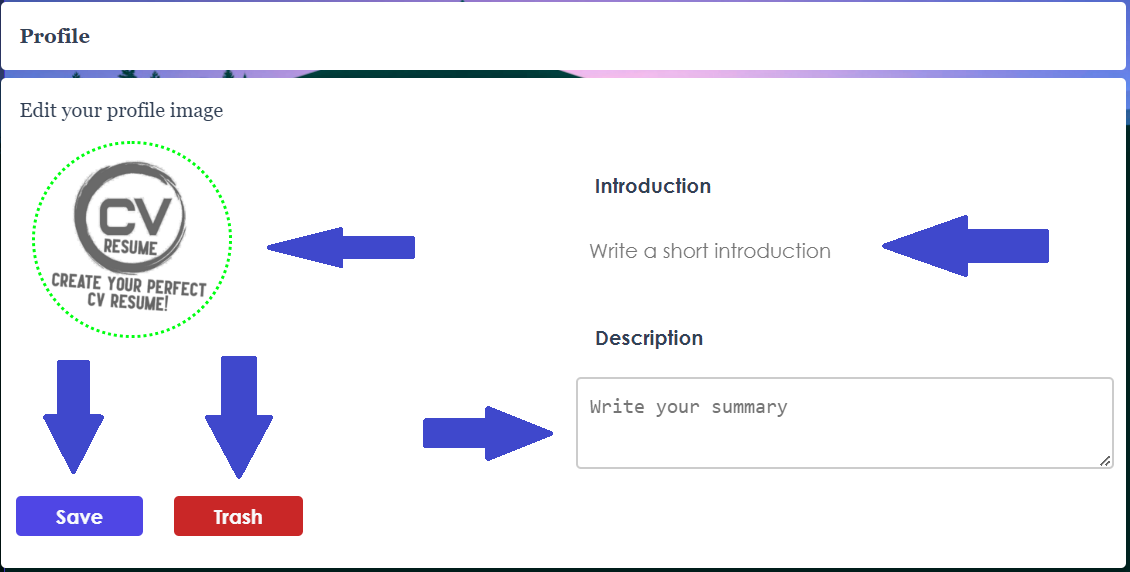 Profile
Edit your profile image
CV
RESUME
CREATE YOUR PERFECT
CV RESUME!
Introduction
Write a short introduction
Description
Write your summary
Save
Trash